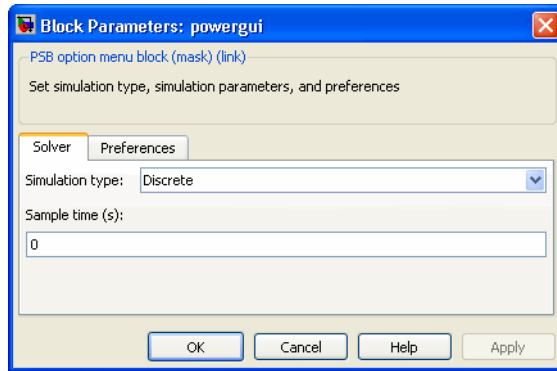 Block Parameters: powergui
PSB option menu block (mask) (link)
Set simulation type, simulation parameters, and preferences
Solver Preferences
Simulation type: Discrete
Sample time (s):
0
OK Cancel Help Apply